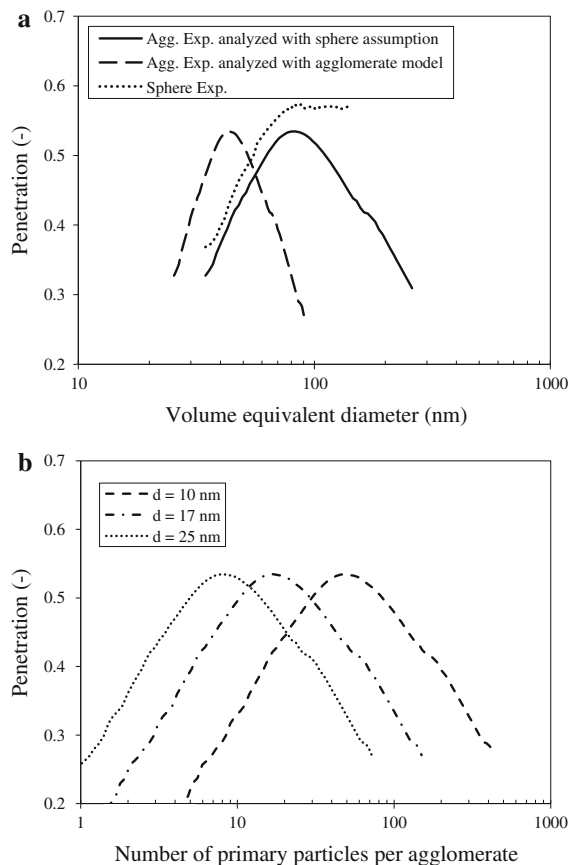 a
0.7
Agg. Exp. analyzed with sphere assumption
Agg. Exp. analyzed with agglomerate model
Sphere Exp.
0.6
0.5
0.4
0.3
0.2
Penetration (-)
10
100
1000
Volume equivalent diameter (nm)
b
0.7
d = 10 nm
d = 17 nm
d = 25 nm
0.6
0.5
0.4
0.3
0.2
Penetration (-)
1
10
100
1000
Number of primary particles per agglomerate